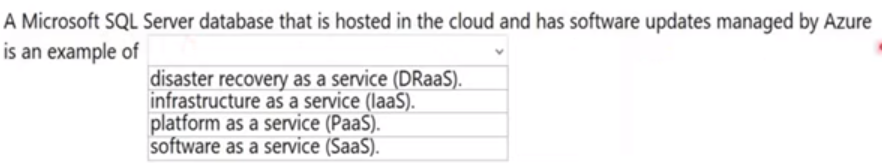 A Microsoft SQL Server database that is hosted in the cloud and has software updates managed by Azure
is an example of
disaster recovery as a service (DRaaS).
infrastructure as a service (IaaS).
platform as a service (PaaS).
software as a service (SaaS).